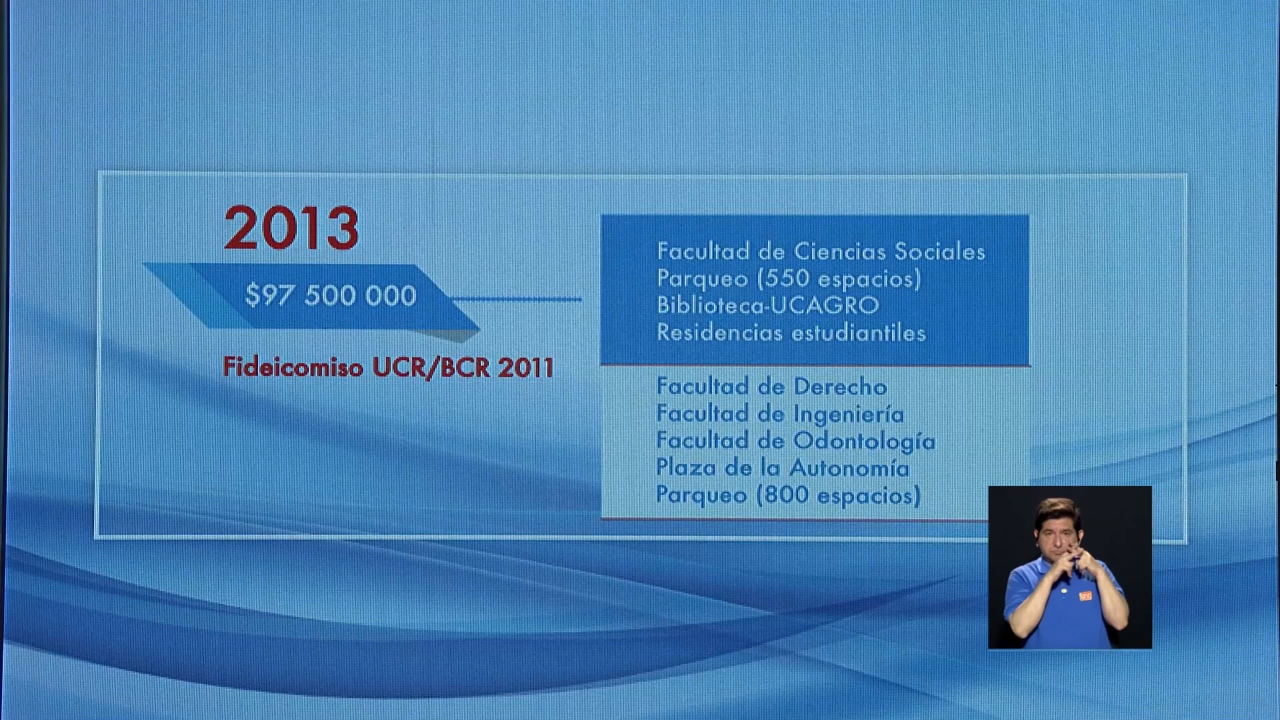 2013
$97 500 000
Fideicomiso UCR/BCR 2011
Facultad de Ciencias Sociales
Parqueo (550 espacios)
Biblioteca-UCAGRO
Residencias estudiantiles
Facultad de Derecho
Facultad de Ingeniería
Facultad de Odontología
Plaza de la Autonomía
Parqueo (800 espacios)